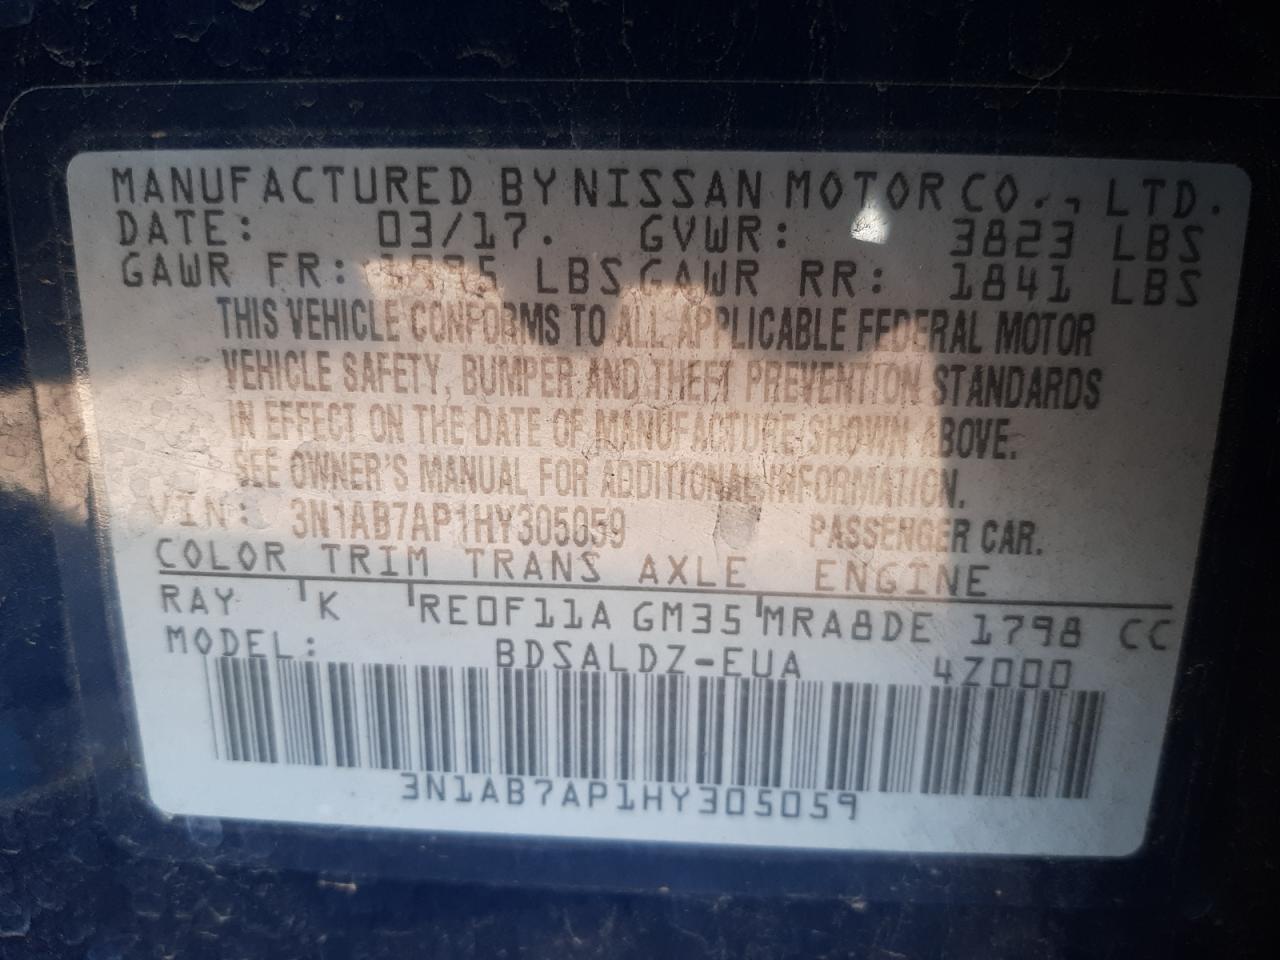 MANUFACTURED BY NISSAN MOTOR CO., LTD.
DATE: 03/17. GVWR: 3823 LBS
GAWR FR: LBS GAWR RR: 1841 LBS
THIS VEHICLE CONFORMS TO ALL APPLICABLE FEDERAL MOTOR
VEHICLE SAFETY, BUMPER AND THEFT PREVENTION STANDARDS
IN EFFECT ON THE DATE OF MANUFACTURE SHOWN ABOVE.
SEE OWNER'S MANUAL FOR ADDITIONAL INFORMATION.
VIN: 3N1AB7AP1HY305059 PASSENGER CAR.
COLOR TRIM TRANS AXLE ENGINE
RAY K RE0F11A GM35 MRA8DE 1798 CC
MODEL: BDSALDZ-EUA 4Z000
3N1AB7AP1HY305059